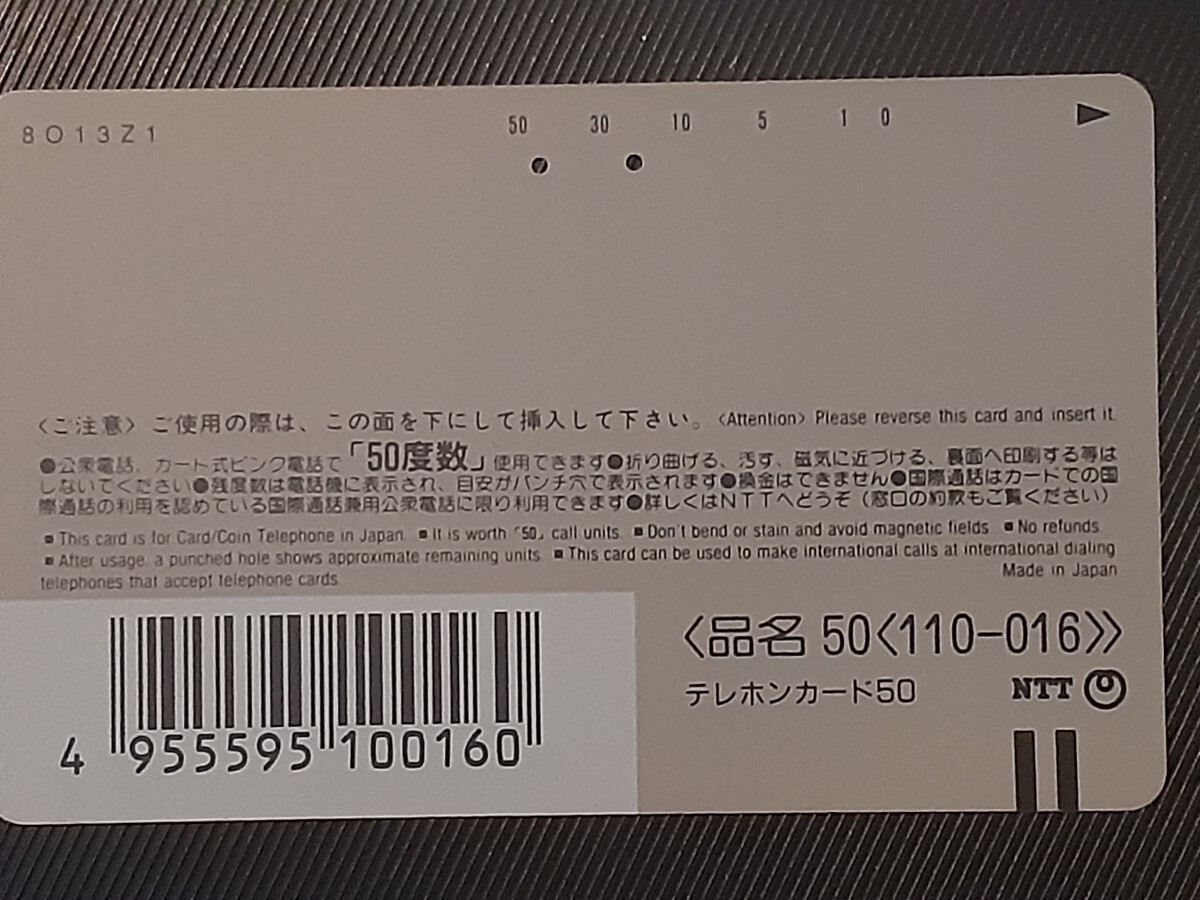 8013Z1
50 30 10 5 1 0
〈ご注意〉ご使用の際は、この面を下にして挿入して下さい。〈Attention〉Please reverse this card and insert it.
●公衆電話、カード式ピンク電話で「50度数」使用できます●折り曲げる、汚す、磁気に近づける、裏面へ印刷する等は
しないでください●残度数は電話機に表示され、目安がパンチ穴で表示されます●換金はできません●国際通話はカードでの国
際通話の利用を認めている国際通話兼用公衆電話に限り利用できます●詳しくはNTTへどうぞ（窓口の約款もご覧ください）
■This card is for Card/Coin Telephone in Japan. ■It is worth「50」call units. ■Don't bend or stain and avoid magnetic fields. ■No refunds.
■After usage, a punched hole shows approximate remaining units. ■This card can be used to make international calls at international dialing
telephones that accept telephone cards.
Made in Japan
〈品名 50〈110-016〉〉
テレホンカード50 NTT
4 955595 100160